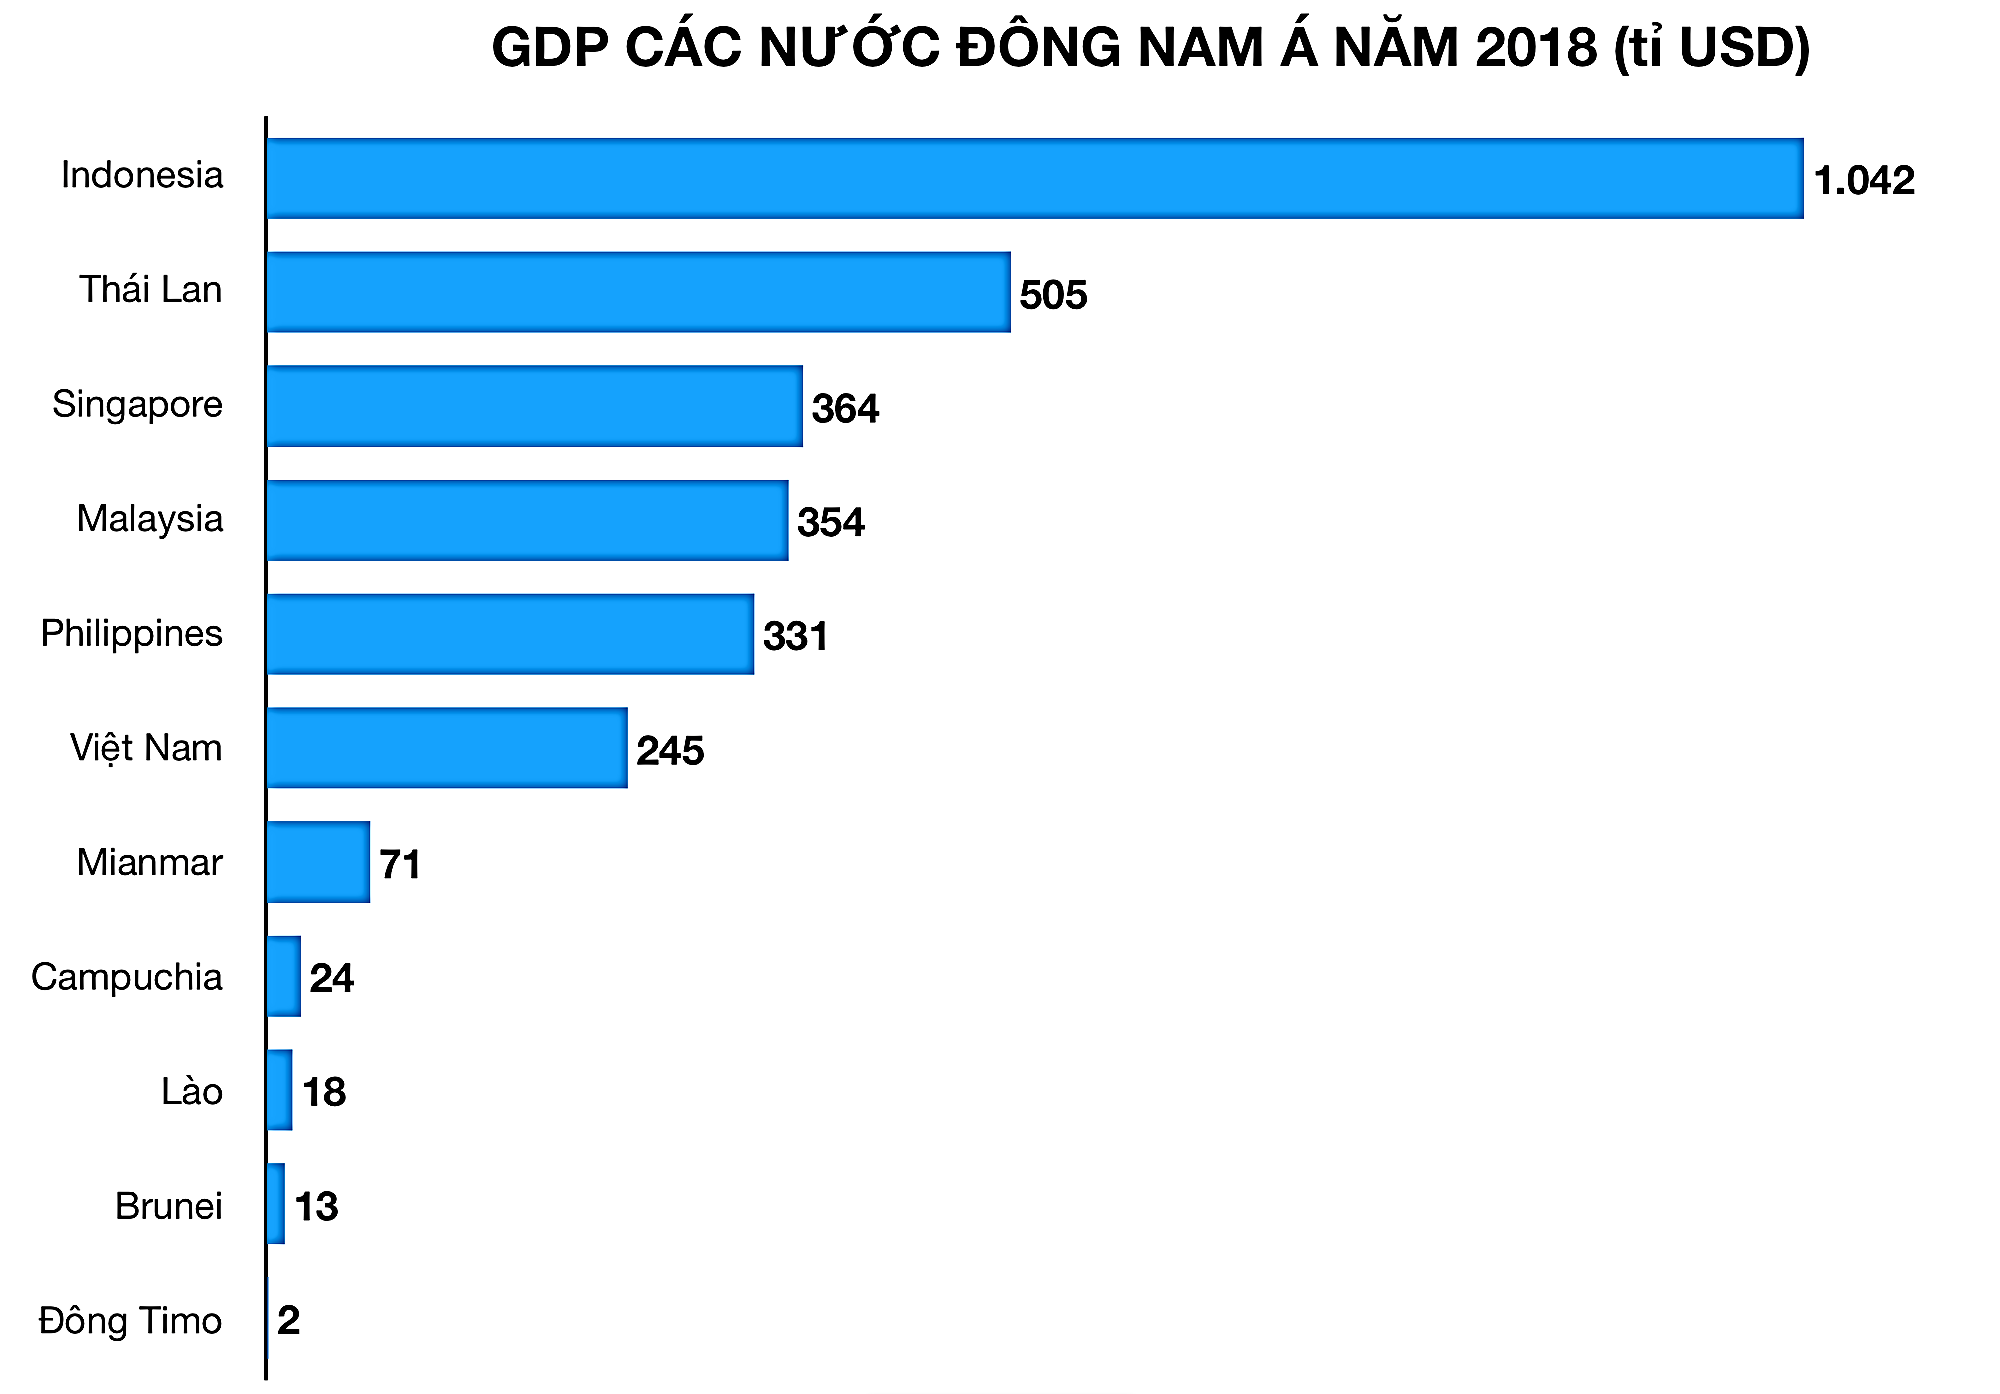 GDP CÁC NƯỚC ĐÔNG NAM Á NĂM 2018 (tỉ USD)
Indonesia 1.042
Thái Lan 505
Singapore 364
Malaysia 354
Philippines 331
Việt Nam 245
Mianmar 71
Campuchia 24
Lào 18
Brunei 13
Đông Timo 2